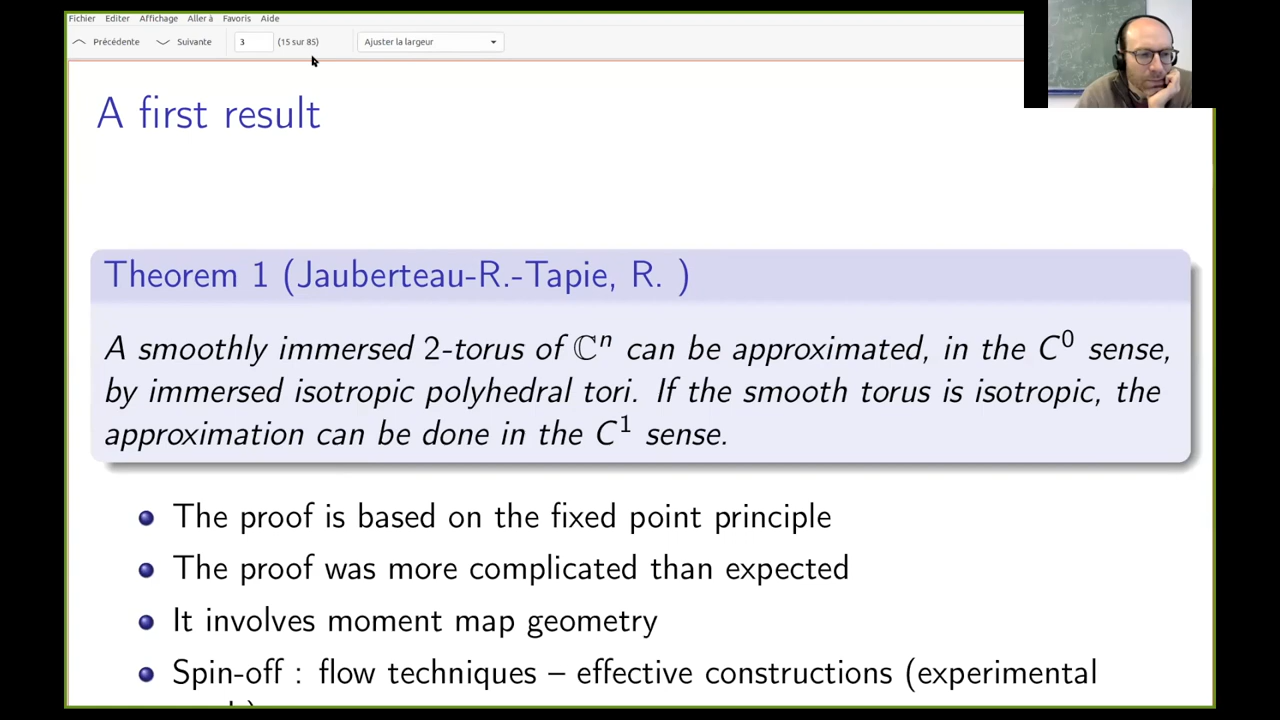 Fichier Editer Affichage Aller à Favoris Aide
Précédente Suivante 3 (15 sur 85) Ajuster la largeur
A first result
Theorem 1 (Jauberteau-R.-Tapie, R. )
A smoothly immersed 2-torus of ℂⁿ can be approximated, in the C⁰ sense,
by immersed isotropic polyhedral tori. If the smooth torus is isotropic, the
approximation can be done in the C¹ sense.
The proof is based on the fixed point principle
The proof was more complicated than expected
It involves moment map geometry
Spin-off : flow techniques – effective constructions (experimental